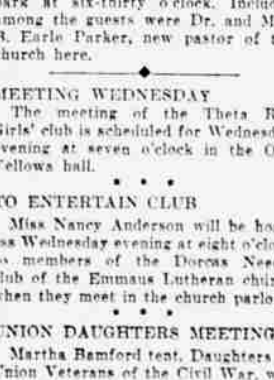 park at six-thirty o'clock. Includ
among the guests were Dr. and M
B. Earle Parker, new pastor of t
church here.
MEETING WEDNESDAY
The meeting of the Theta R
Girls' club is scheduled for Wednesd
evening at seven o'clock in the O
Fellows hall.
TO ENTERTAIN CLUB
Miss Nancy Anderson will be ho
ess Wednesday evening at eight o'clo
to members of the Dorcas Need
club of the Emmaus Lutheran chur
when they meet in the church parlo
UNION DAUGHTERS MEETING
Martha Bamford tent, Daughters
Union Veterans of the Civil War, w